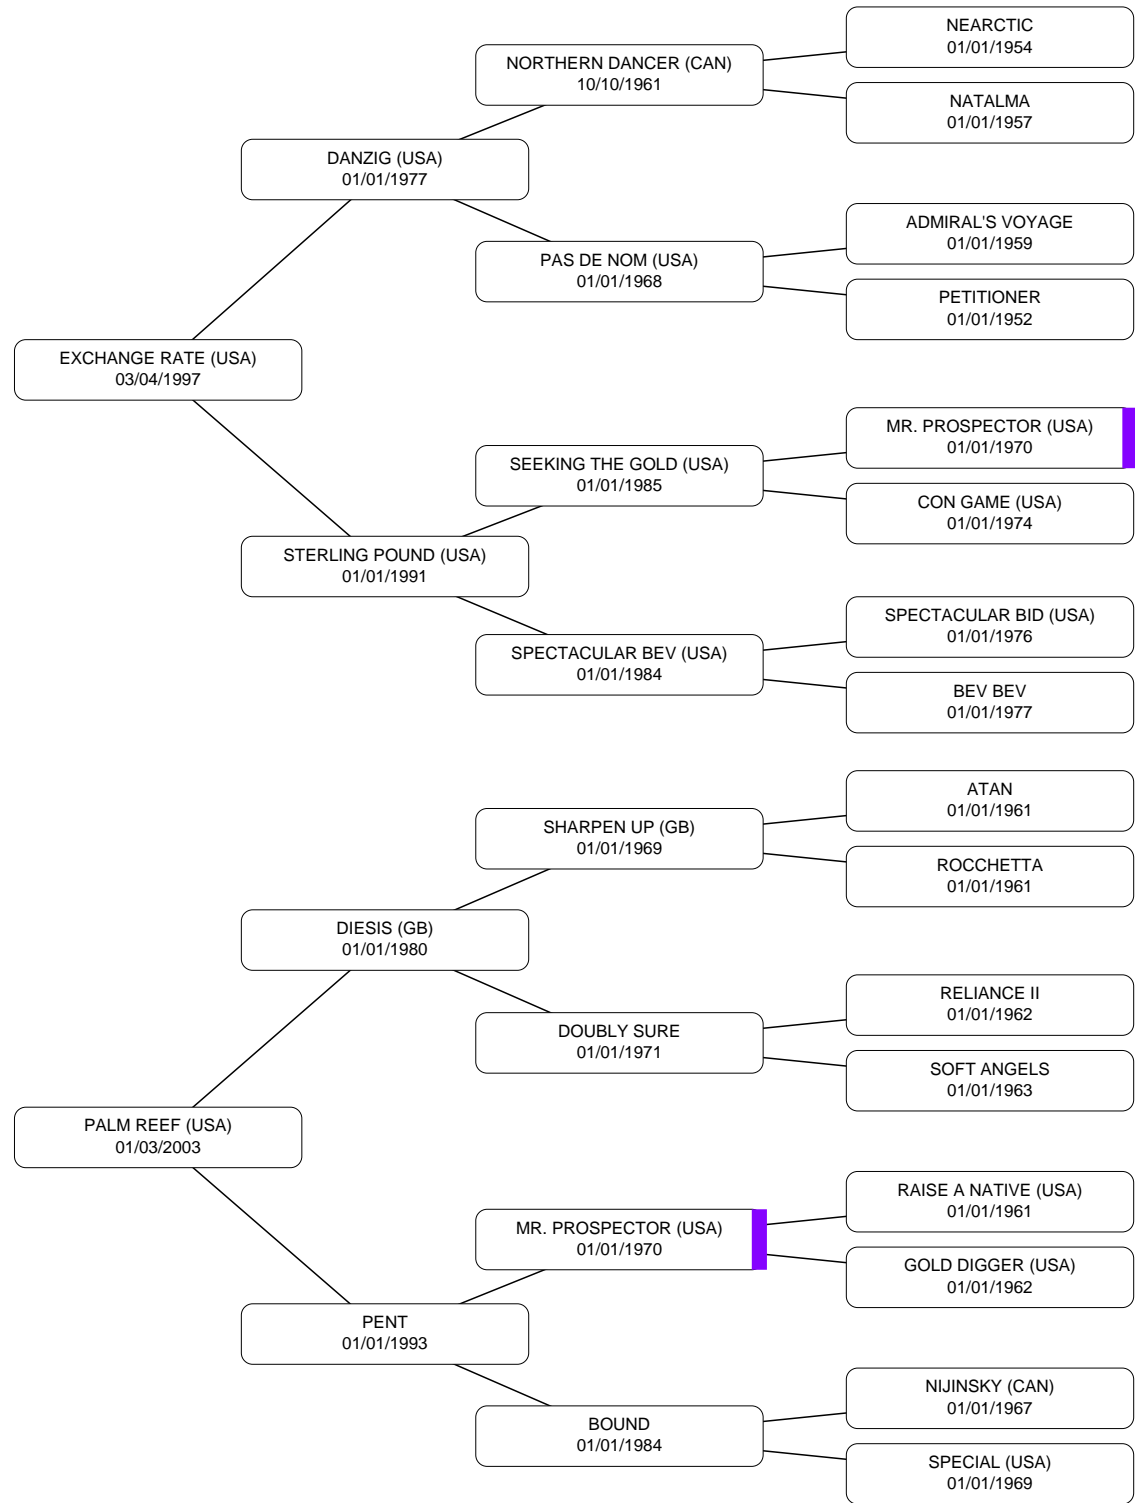 NEARCTIC
01/01/1954
NORTHERN DANCER (CAN)
10/10/1961
NATALMA
01/01/1957
DANZIG (USA)
01/01/1977
ADMIRAL'S VOYAGE
01/01/1959
PAS DE NOM (USA)
01/01/1968
PETITIONER
01/01/1952
EXCHANGE RATE (USA)
03/04/1997
MR. PROSPECTOR (USA)
01/01/1970
SEEKING THE GOLD (USA)
01/01/1985
CON GAME (USA)
01/01/1974
STERLING POUND (USA)
01/01/1991
SPECTACULAR BID (USA)
01/01/1976
SPECTACULAR BEV (USA)
01/01/1984
BEV BEV
01/01/1977
ATAN
01/01/1961
SHARPEN UP (GB)
01/01/1969
ROCCHETTA
01/01/1961
DIESIS (GB)
01/01/1980
RELIANCE II
01/01/1962
DOUBLY SURE
01/01/1971
SOFT ANGELS
01/01/1963
PALM REEF (USA)
01/03/2003
RAISE A NATIVE (USA)
01/01/1961
MR. PROSPECTOR (USA)
01/01/1970
GOLD DIGGER (USA)
01/01/1962
PENT
01/01/1993
NIJINSKY (CAN)
01/01/1967
BOUND
01/01/1984
SPECIAL (USA)
01/01/1969